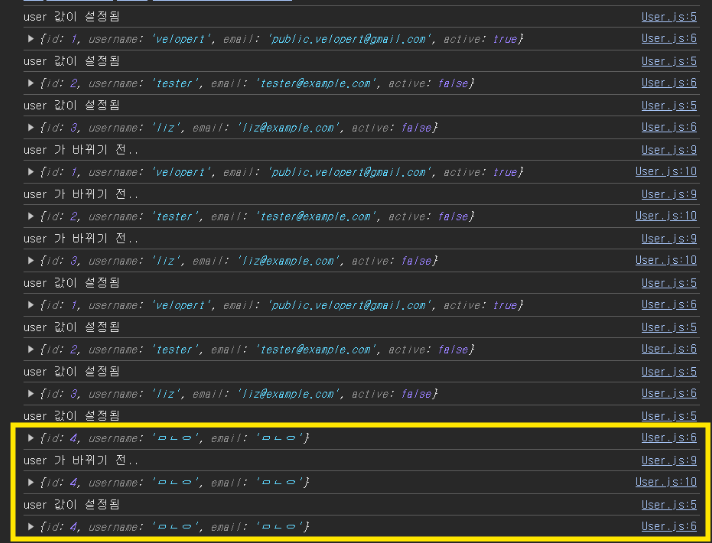 user 값이 설정됨 User.js:5
▶ {id: 1, username: 'velopert', email: 'public.velopert@gmail.com', active: true} User.js:6
user 값이 설정됨 User.js:5
▶ {id: 2, username: 'tester', email: 'tester@example.com', active: false} User.js:6
user 값이 설정됨 User.js:5
▶ {id: 3, username: 'liz', email: 'liz@example.com', active: false} User.js:6
user 가 바뀌기 전.. User.js:9
▶ {id: 1, username: 'velopert', email: 'public.velopert@gmail.com', active: true} User.js:10
user 가 바뀌기 전.. User.js:9
▶ {id: 2, username: 'tester', email: 'tester@example.com', active: false} User.js:10
user 가 바뀌기 전.. User.js:9
▶ {id: 3, username: 'liz', email: 'liz@example.com', active: false} User.js:10
user 값이 설정됨 User.js:5
▶ {id: 1, username: 'velopert', email: 'public.velopert@gmail.com', active: true} User.js:6
user 값이 설정됨 User.js:5
▶ {id: 2, username: 'tester', email: 'tester@example.com', active: false} User.js:6
user 값이 설정됨 User.js:5
▶ {id: 3, username: 'liz', email: 'liz@example.com', active: false} User.js:6
user 값이 설정됨 User.js:5
▶ {id: 4, username: 'ㅁㄴㅇ', email: 'ㅁㄴㅇ'} User.js:6
user 가 바뀌기 전.. User.js:9
▶ {id: 4, username: 'ㅁㄴㅇ', email: 'ㅁㄴㅇ'} User.js:10
user 값이 설정됨 User.js:5
▶ {id: 4, username: 'ㅁㄴㅇ', email: 'ㅁㄴㅇ'} User.js:6